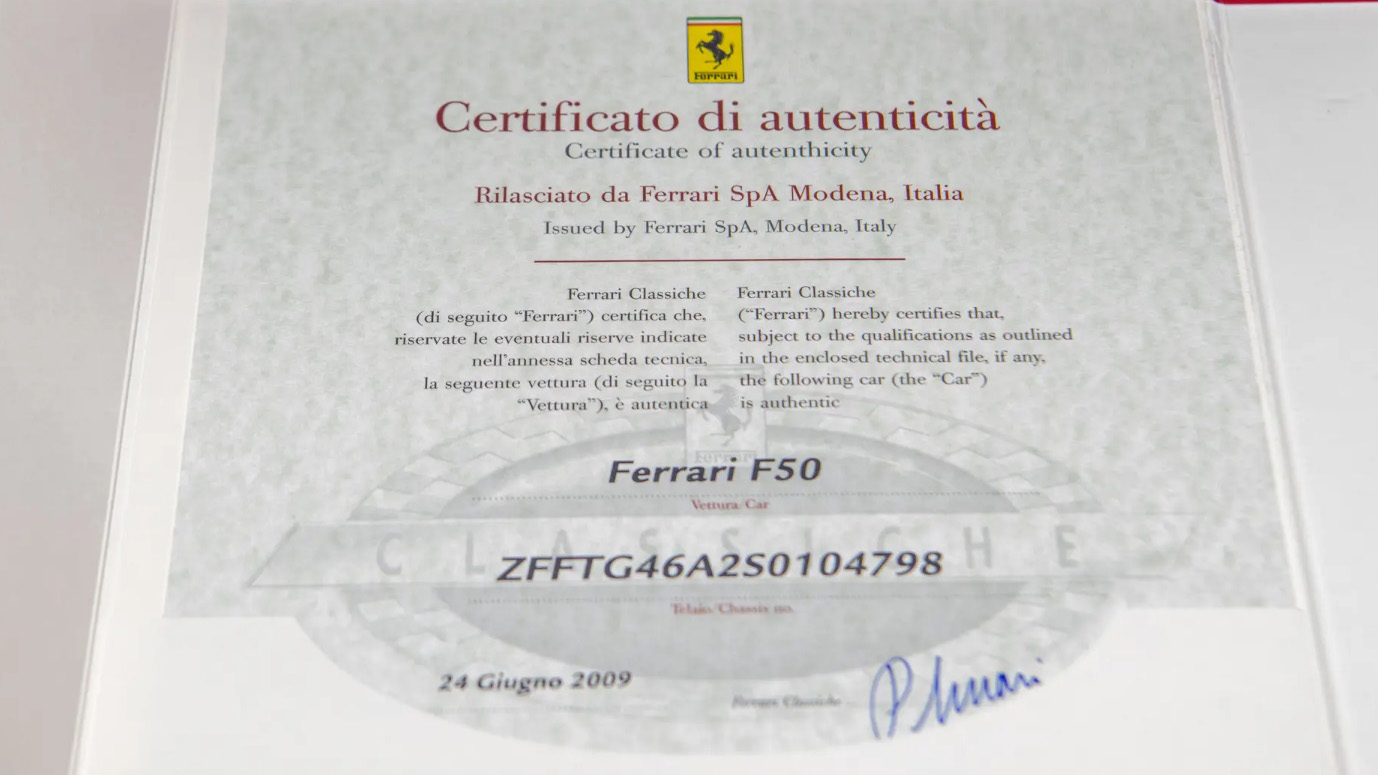 Ferrari
Certificato di autenticità
Certificate of autenthicity
Rilasciato da Ferrari SpA Modena, Italia
Issued by Ferrari SpA, Modena, Italy
Ferrari Classiche
(di seguito “Ferrari”) certifica che,
riservate le eventuali riserve indicate
nell’annessa scheda tecnica,
la seguente vettura (di seguito la
“Vettura”), è autentica
Ferrari Classiche
(“Ferrari”) hereby certifies that,
subject to the qualifications as outlined
in the enclosed technical file, if any,
the following car (the “Car”)
is authentic
Ferrari
Ferrari F50
Vettura/Car
CLASSICHE
ZFFTG46A2S0104798
Telaio/Chassis no.
24 Giugno 2009
Ferrari Classiche